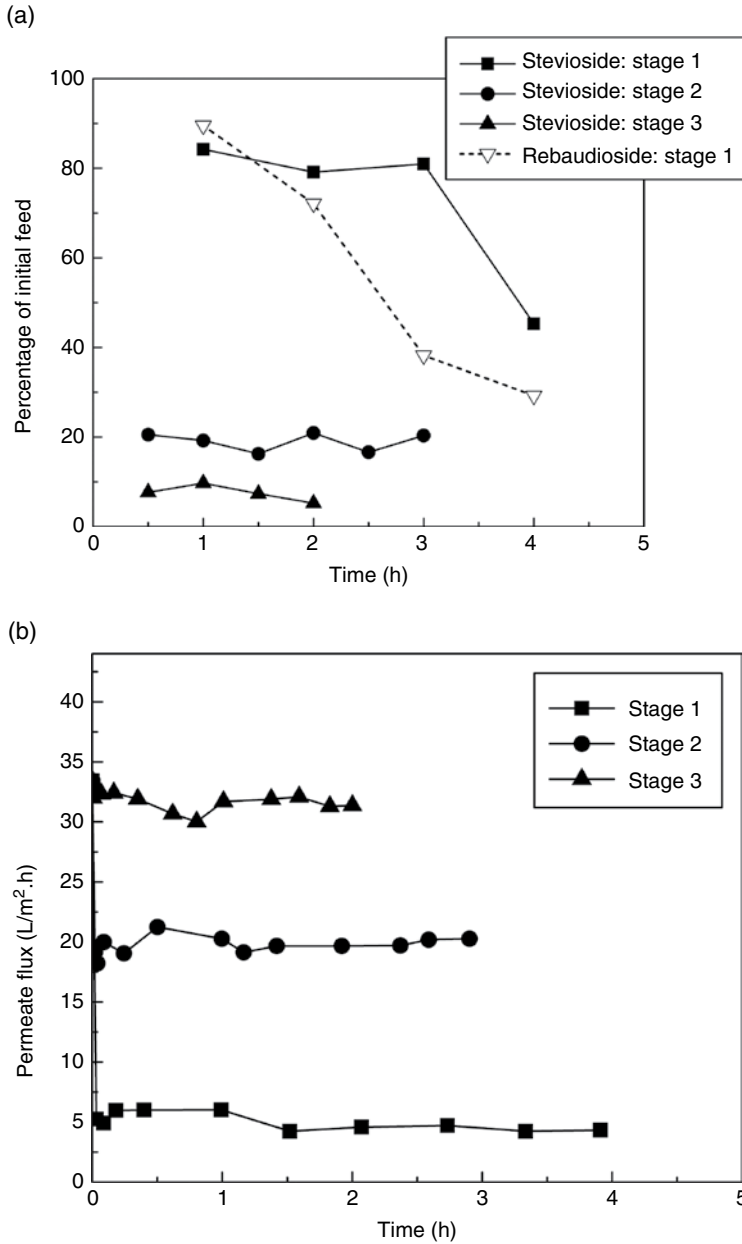 (a)
Stevioside: stage 1
Stevioside: stage 2
Stevioside: stage 3
Rebaudioside: stage 1
Percentage of initial feed
100
80
60
40
20
0
0 1 2 3 4 5
Time (h)
(b)
Stage 1
Stage 2
Stage 3
Permeate flux (L/m².h)
40
35
30
25
20
15
10
5
0
0 1 2 3 4 5
Time (h)